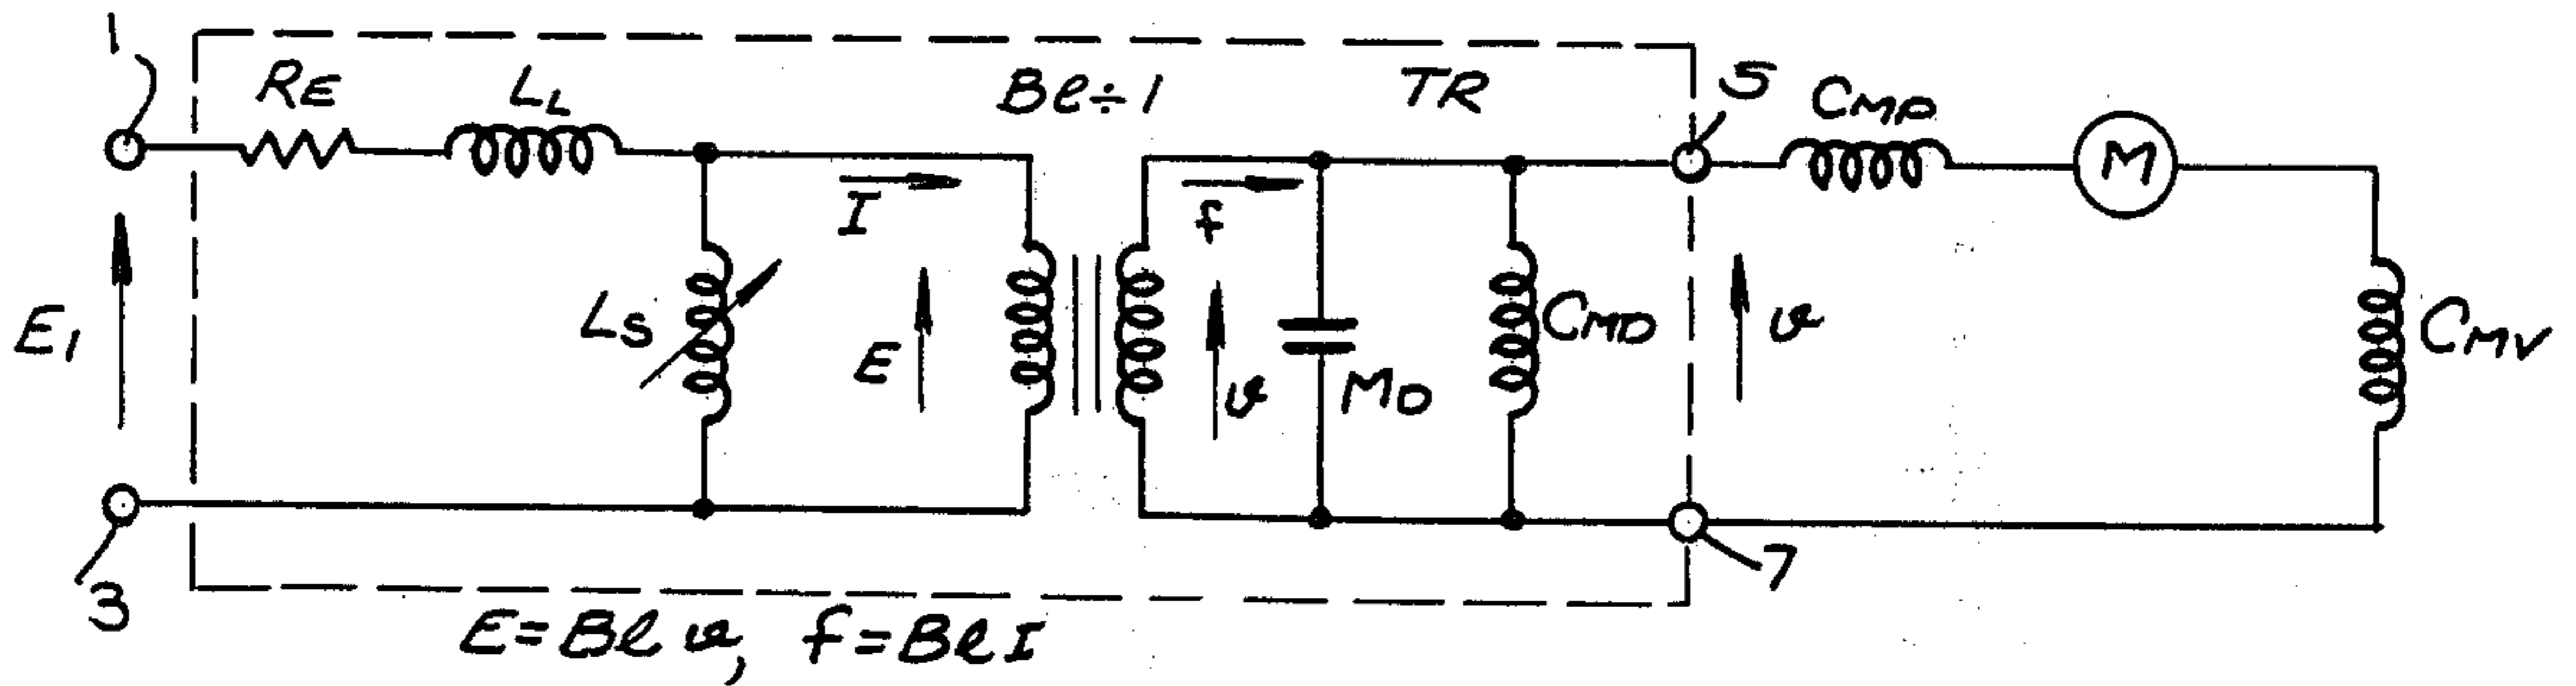 1
RE
LL
Bl÷1
TR
5
CMP
M
I
f
E1
LS
E
v
MD
CMD
v
CMV
3
7
E=Blv, f=BlI